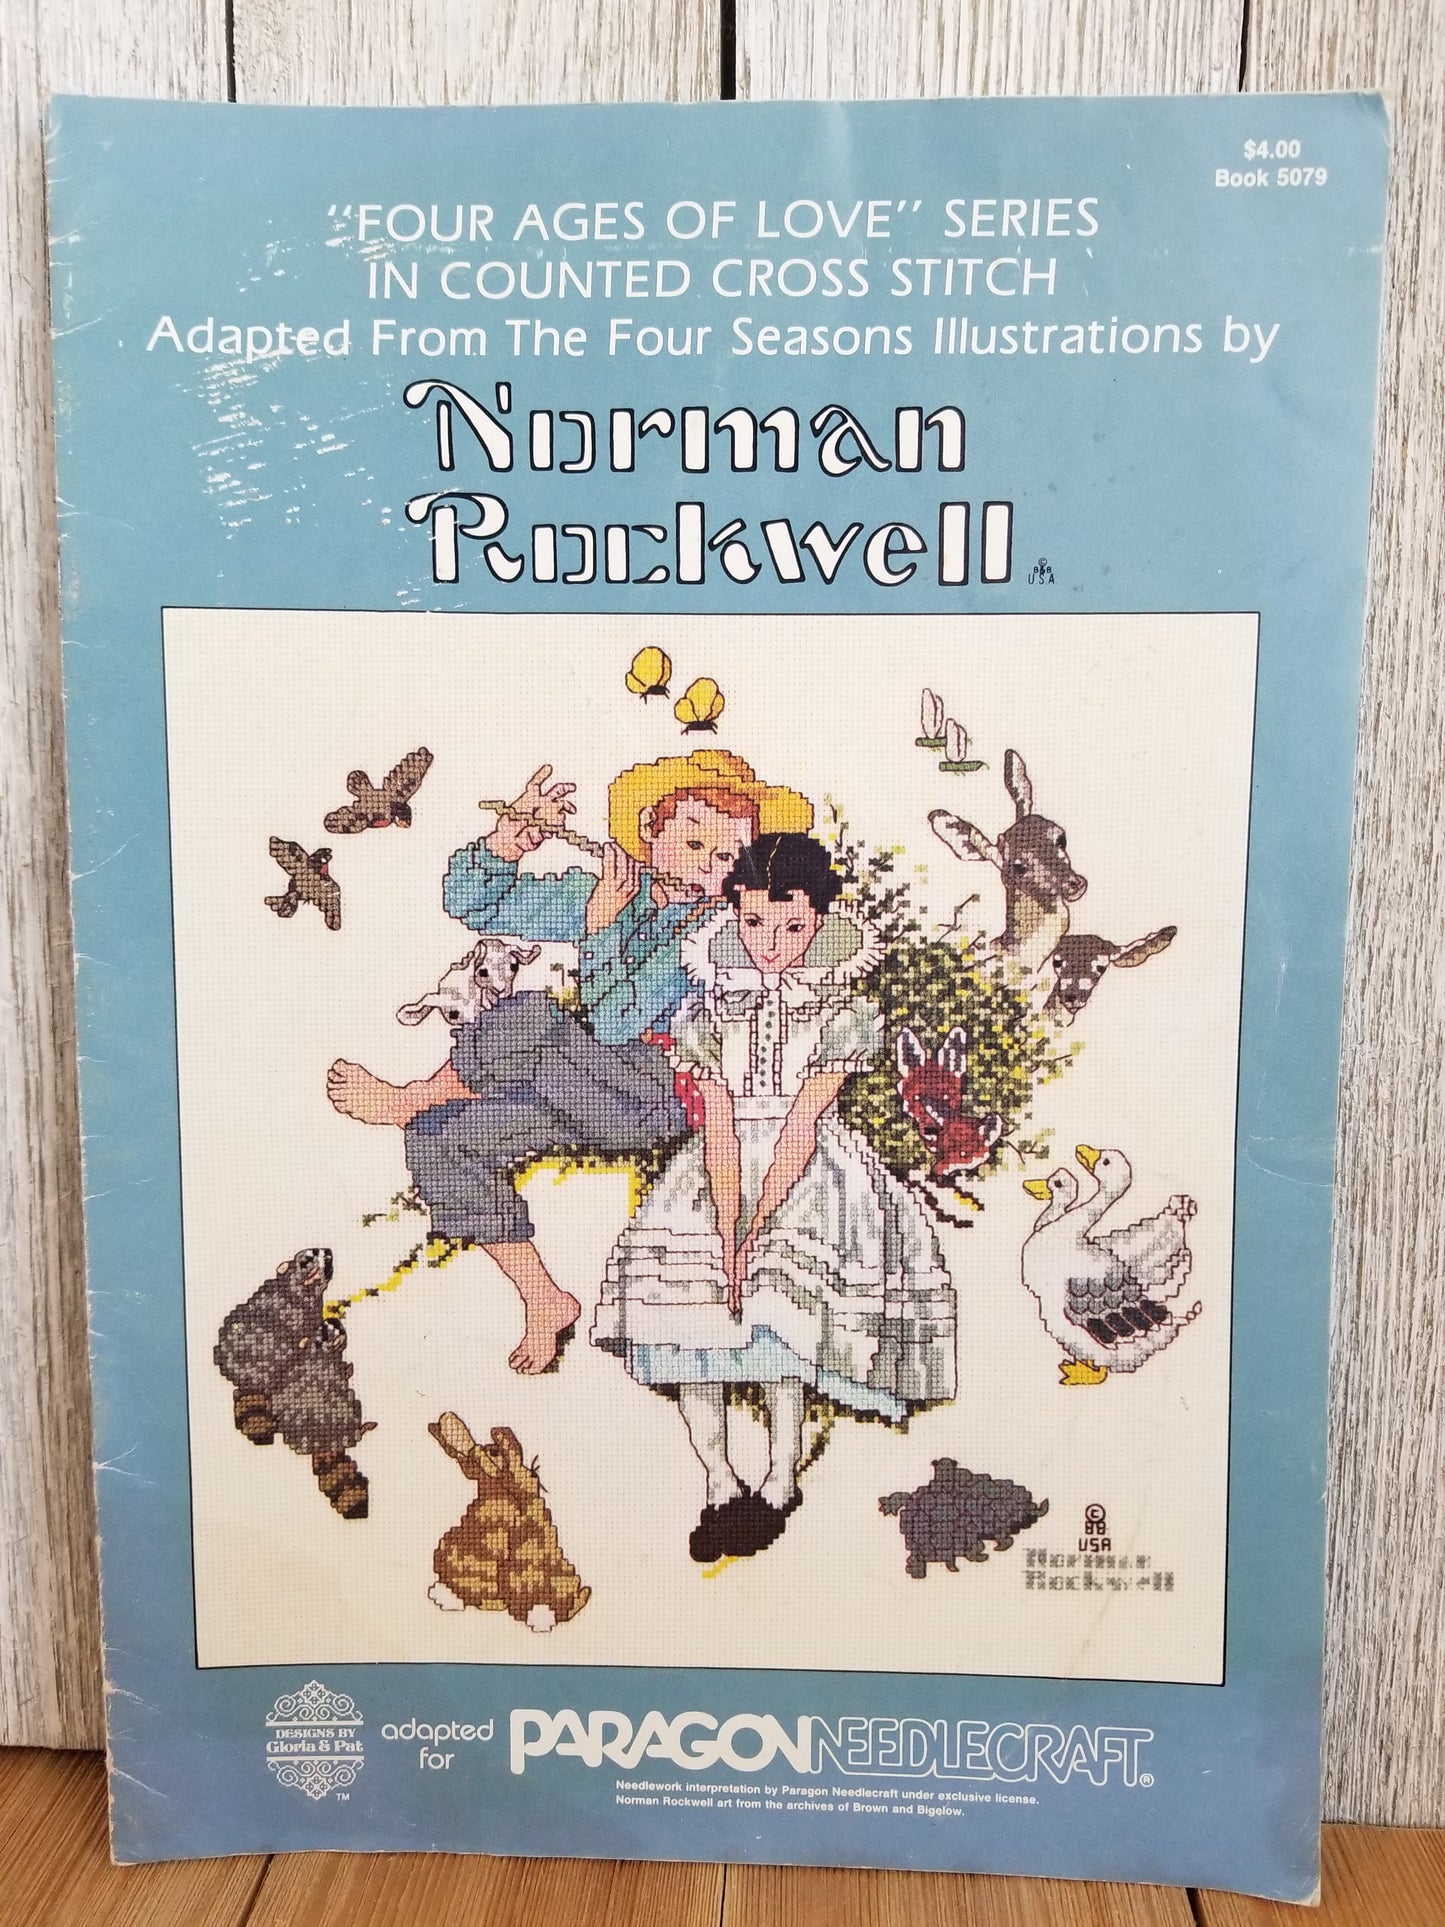 $4.00
Book 5079
"FOUR AGES OF LOVE" SERIES
IN COUNTED CROSS STITCH
Adapted From The Four Seasons Illustrations by
Norman
Rockwell
©
B&B
U.S.A.
©
BB
USA
Norman
Rockwell
DESIGNS BY
Gloria & Pat
TM
adapted
for
PARAGON NEEDLECRAFT®
Needlework interpretation by Paragon Needlecraft under exclusive license.
Norman Rockwell art from the archives of Brown and Bigelow.